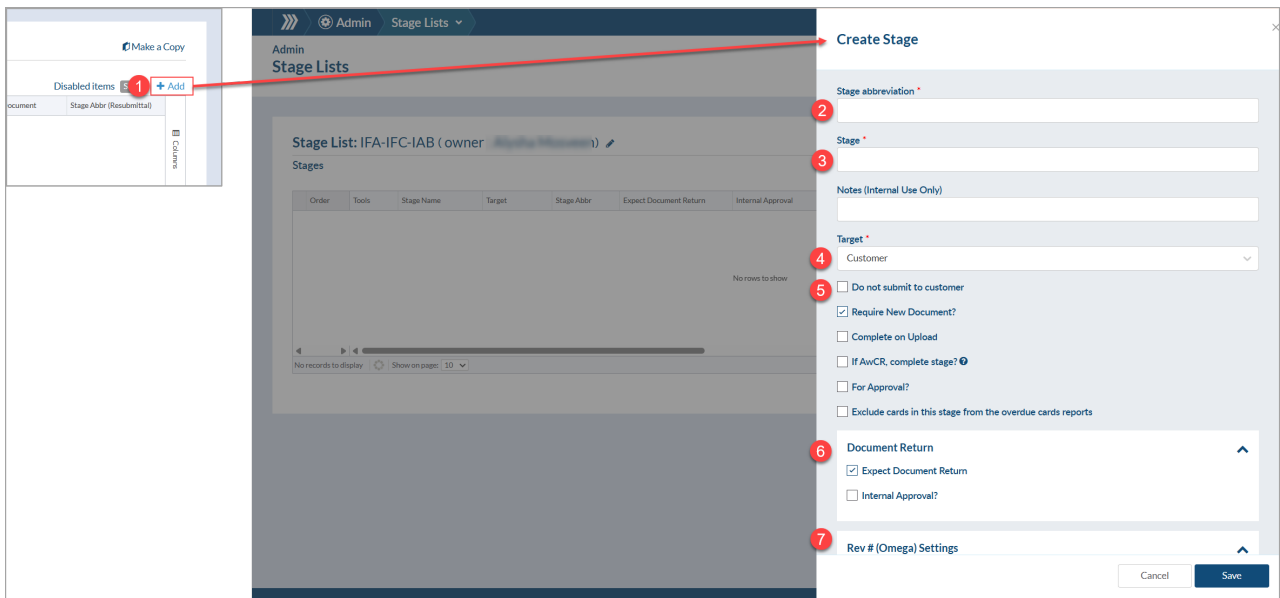 Make a Copy
Disabled items
1
+ Add
ocument
Stage Abbr (Resubmittal)
Columns
Admin
Stage Lists
Admin
Stage Lists
Stage List: IFA-IFC-IAB ( owner
)
Stages
Order
Tools
Stage Name
Target
Stage Abbr
Expect Document Return
Internal Approval
No rows to show
No records to display
Show on page: 10
Create Stage
Stage abbreviation *
2
Stage *
3
Notes (Internal Use Only)
Target *
4
Customer
5
Do not submit to customer
Require New Document?
Complete on Upload
If AwCR, complete stage?
For Approval?
Exclude cards in this stage from the overdue cards reports
6
Document Return
Expect Document Return
Internal Approval?
7
Rev # (Omega) Settings
Cancel
Save